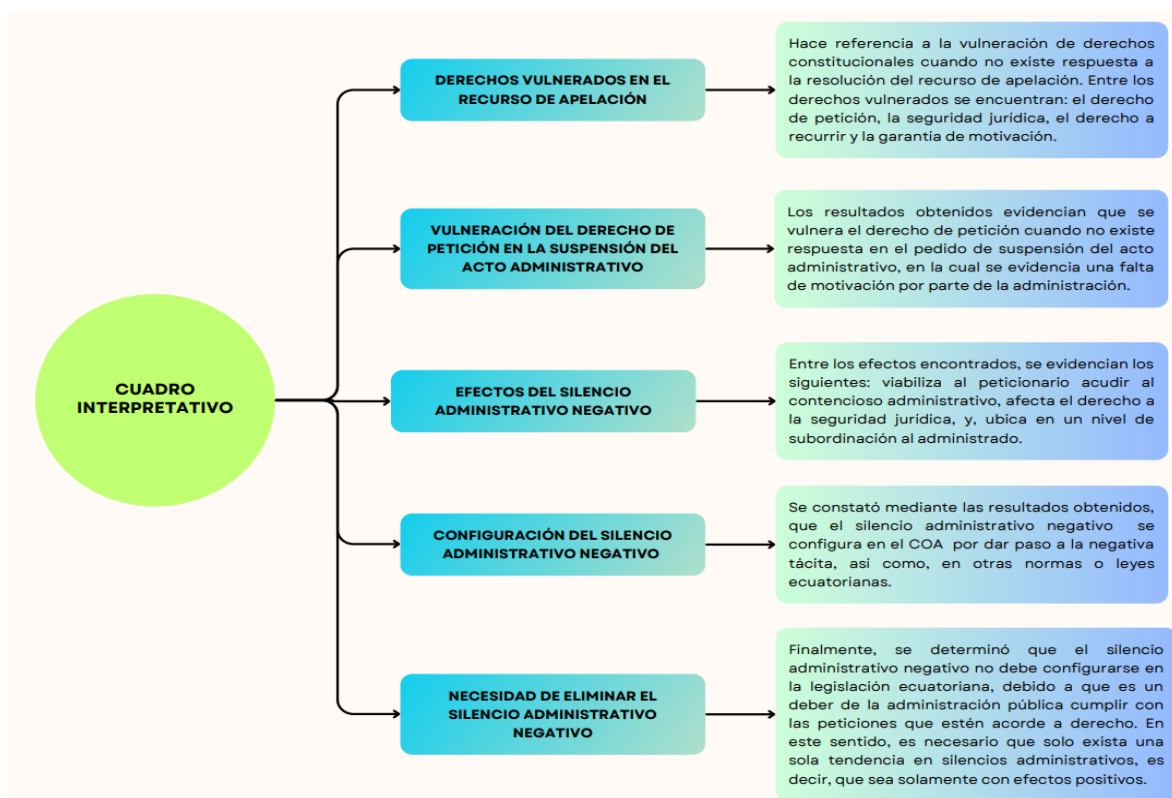 CUADRO
INTERPRETATIVO
DERECHOS VULNERADOS EN EL
RECURSO DE APELACIÓN
Hace referencia a la vulneración de derechos
constitucionales cuando no existe respuesta a
la resolución del recurso de apelación. Entre los
derechos vulnerados se encuentran: el derecho
de petición, la seguridad jurídica, el derecho a
recurrir y la garantía de motivación.
VULNERACIÓN DEL DERECHO DE
PETICIÓN EN LA SUSPENSIÓN DEL
ACTO ADMINISTRATIVO
Los resultados obtenidos evidencian que se
vulnera el derecho de petición cuando no existe
respuesta en el pedido de suspensión del acto
administrativo, en la cual se evidencia una falta
de motivación por parte de la administración.
EFECTOS DEL SILENCIO
ADMINISTRATIVO NEGATIVO
Entre los efectos encontrados, se evidencian los
siguientes: viabiliza al peticionario acudir al
contencioso administrativo, afecta el derecho a
la seguridad jurídica, y, ubica en un nivel de
subordinación al administrado.
CONFIGURACIÓN DEL SILENCIO
ADMINISTRATIVO NEGATIVO
Se constató mediante las resultados obtenidos,
que el silencio administrativo negativo se
configura en el COA por dar paso a la negativa
tácita, así como, en otras normas o leyes
ecuatorianas.
NECESIDAD DE ELIMINAR EL
SILENCIO ADMINISTRATIVO
NEGATIVO
Finalmente, se determinó que el silencio
administrativo negativo no debe configurarse en
la legislación ecuatoriana, debido a que es un
deber de la administración pública cumplir con
las peticiones que estén acorde a derecho. En
este sentido, es necesario que solo exista una
sola tendencia en silencios administrativos, es
decir, que sea solamente con efectos positivos.